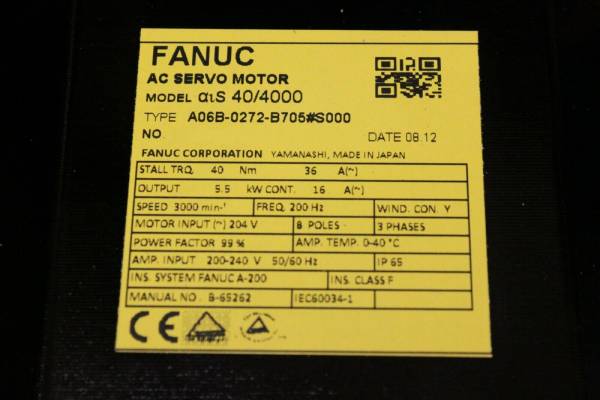 FANUC
AC SERVO MOTOR
MODEL αiS 40/4000
TYPE A06B-0272-B705#S000
NO. DATE 08.12
FANUC CORPORATION YAMANASHI, MADE IN JAPAN
STALL TRQ. 40 Nm 36 A(~)
OUTPUT 5.5 kW CONT. 16 A(~)
SPEED 3000 min-¹ FREQ. 200 Hz WIND. CON. Y
MOTOR INPUT (~) 204 V 8 POLES 3 PHASES
POWER FACTOR 99 % AMP. TEMP. 0-40 °C
AMP. INPUT 200-240 V 50/60 Hz IP 65
INS. SYSTEM FANUC A-200 INS. CLASS F
MANUAL NO. B-65262 IEC60034-1
CE